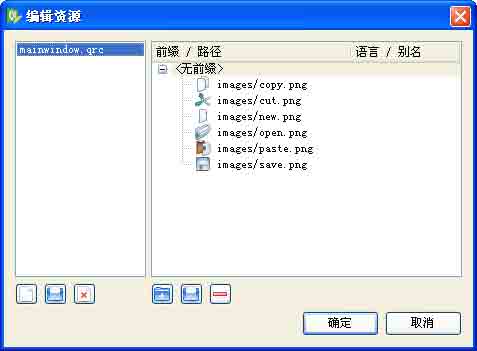 编辑资源
mainwindow.qrc
前缀 / 路径 语言 / 别名
<无前缀>
images/copy.png
images/cut.png
images/new.png
images/open.png
images/paste.png
images/save.png
确定 取消